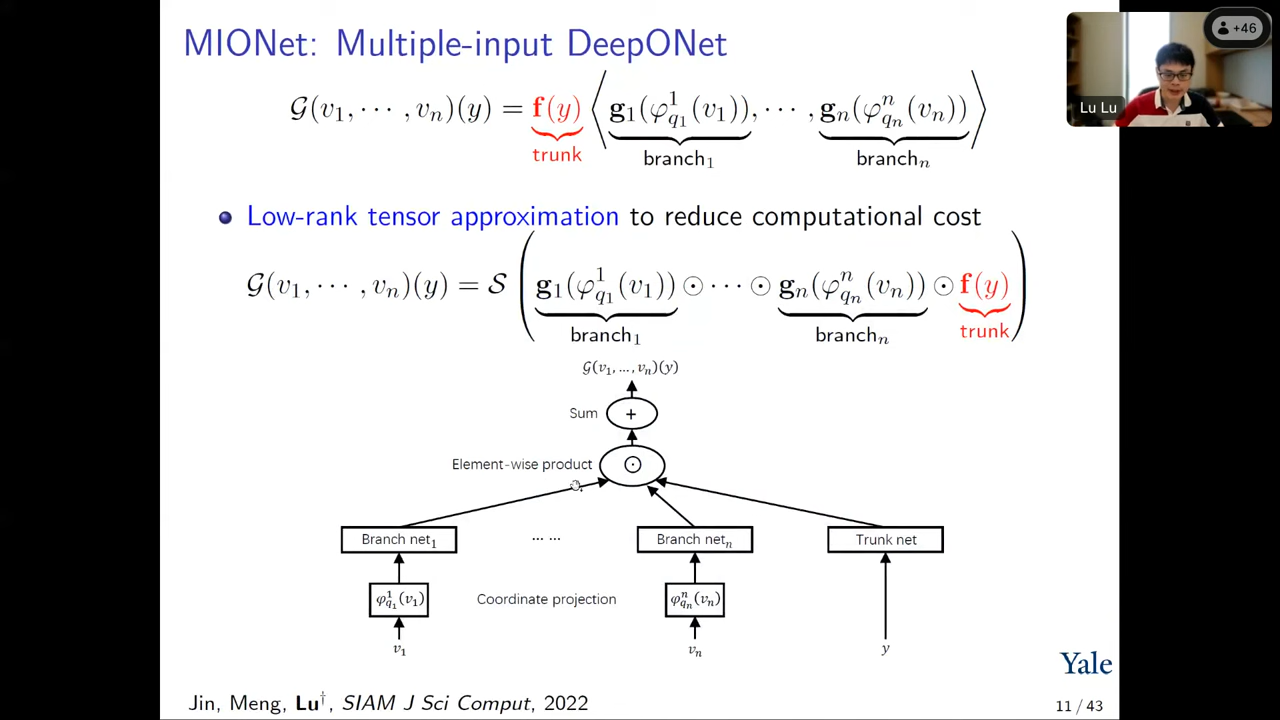 MIONet: Multiple-input DeepONet
+46
Lu Lu
𝒢(v₁, ⋯ , vₙ)(y) = f(y) ⟨g₁(φ¹_{q₁}(v₁)), ⋯ , gₙ(φⁿ_{qₙ}(vₙ))⟩
trunk branch₁ branchₙ
Low-rank tensor approximation to reduce computational cost
𝒢(v₁, ⋯ , vₙ)(y) = 𝒮 (g₁(φ¹_{q₁}(v₁)) ⊙ ⋯ ⊙ gₙ(φⁿ_{qₙ}(vₙ)) ⊙ f(y))
branch₁ branchₙ trunk
𝒢(v₁, …, vₙ)(y)
Sum +
Element-wise product ⊙
Branch net₁ ⋯ ⋯ Branch netₙ Trunk net
φ¹_{q₁}(v₁) Coordinate projection φⁿ_{qₙ}(vₙ)
v₁ vₙ y
Yale
Jin, Meng, Lu†, SIAM J Sci Comput, 2022
11 / 43